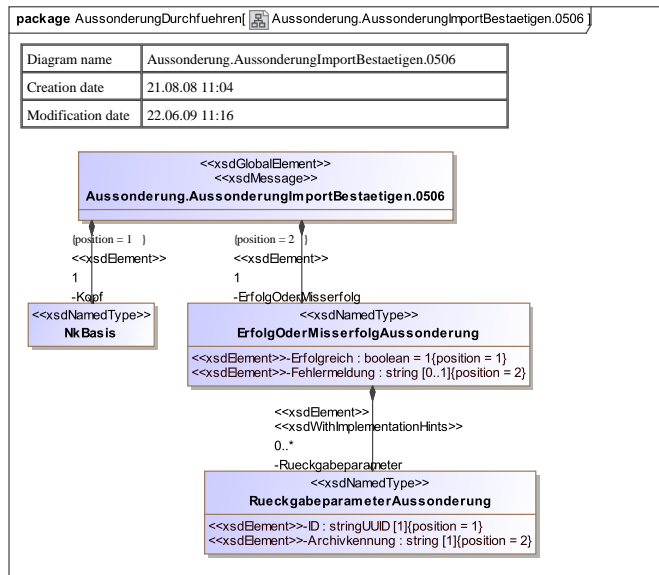 package AussonderungDurchfuehren[ Aussonderung.AussonderungImportBestaetigen.0506 ]
Diagram name Aussonderung.AussonderungImportBestaetigen.0506
Creation date 21.08.08 11:04
Modification date 22.06.09 11:16
<<xsdGlobalElement>>
<<xsdMessage>>
Aussonderung.AussonderungImportBestaetigen.0506
{position = 1 }
<<xsdElement>>
1
-Kopf
{position = 2 }
<<xsdElement>>
1
-ErfolgOderMisserfolg
<<xsdNamedType>>
NkBasis
<<xsdNamedType>>
ErfolgOderMisserfolgAussonderung
<<xsdElement>>-Erfolgreich : boolean = 1{position = 1}
<<xsdElement>>-Fehlermeldung : string [0..1]{position = 2}
<<xsdElement>>
<<xsdWithImplementationHints>>
0..*
-Rueckgabeparameter
<<xsdNamedType>>
RueckgabeparameterAussonderung
<<xsdElement>>-ID : stringUUID [1]{position = 1}
<<xsdElement>>-Archivkennung : string [1]{position = 2}